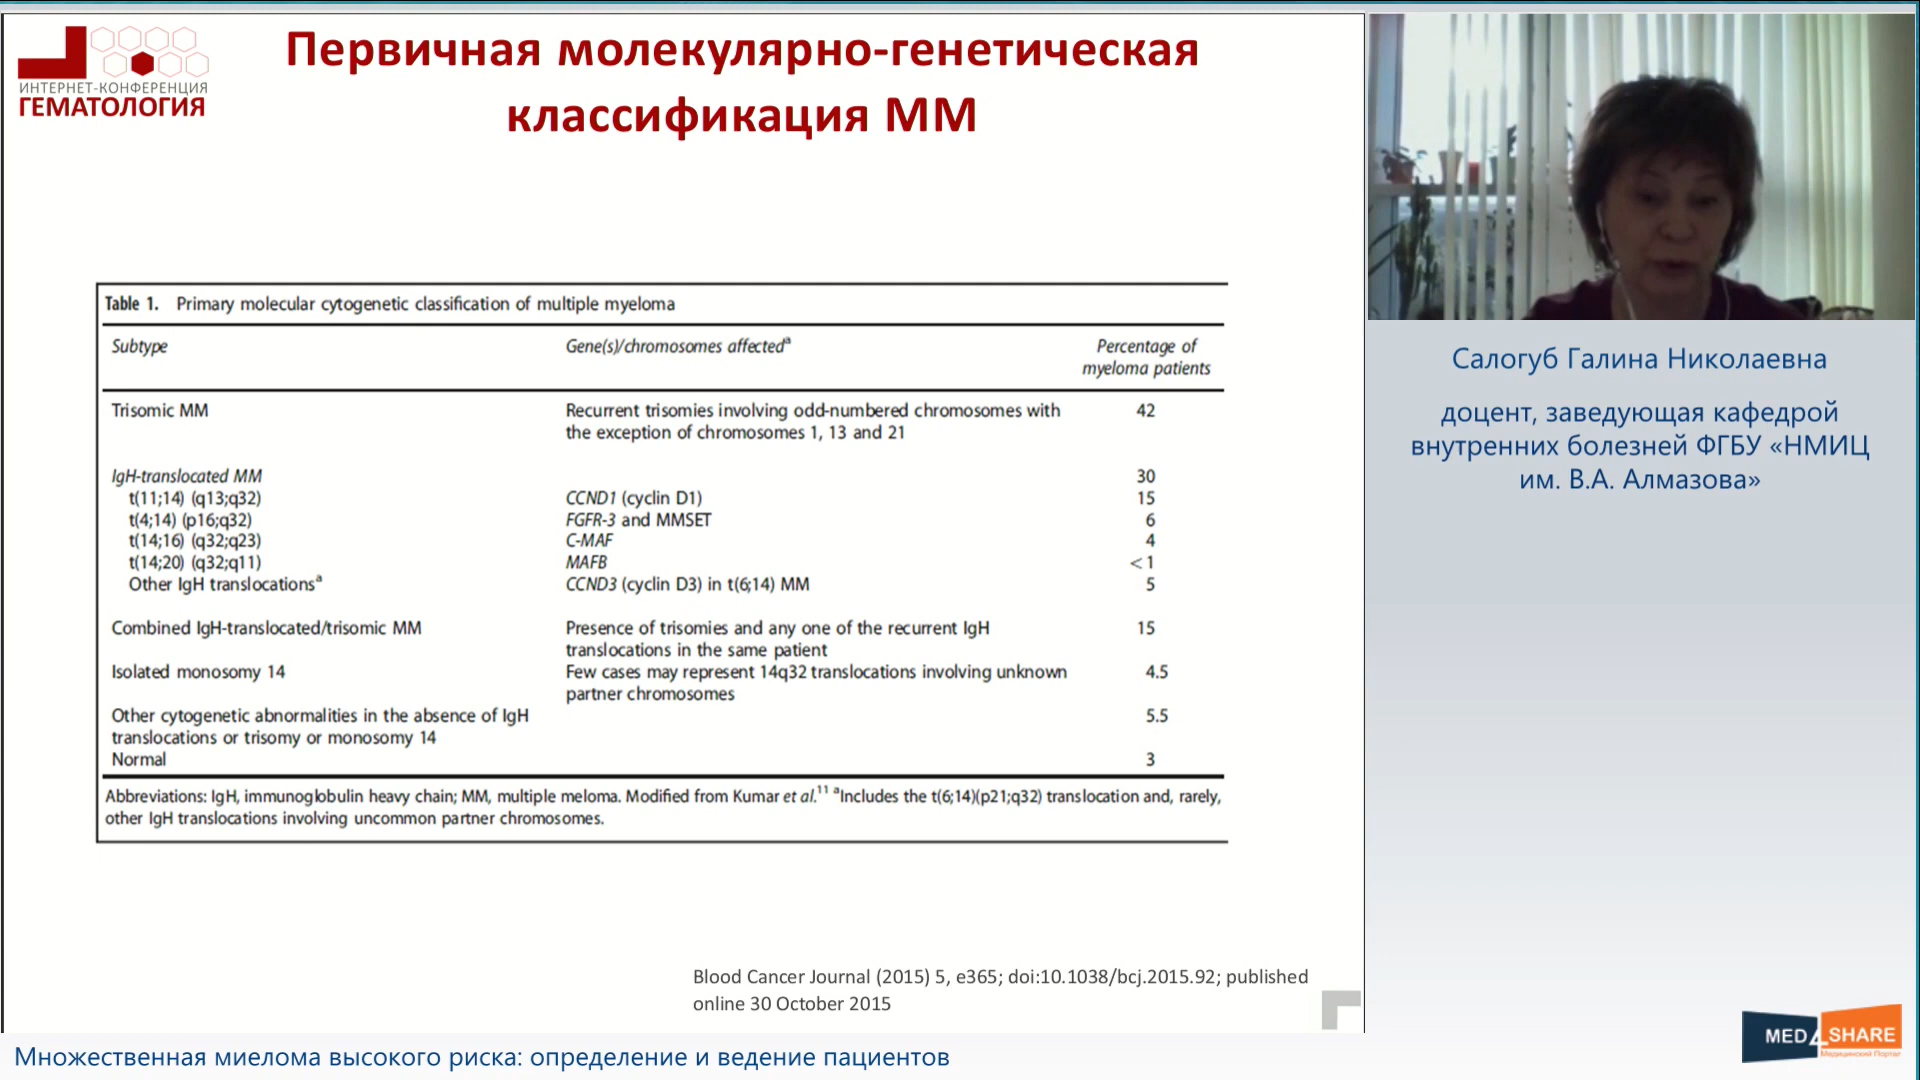 ИНТЕРНЕТ-КОНФЕРЕНЦИЯ
ГЕМАТОЛОГИЯ
Первичная молекулярно-генетическая
классификация ММ
Table 1. Primary molecular cytogenetic classification of multiple myeloma
Subtype Gene(s)/chromosomes affectedª Percentage of
myeloma patients
Trisomic MM Recurrent trisomies involving odd-numbered chromosomes with 42
the exception of chromosomes 1, 13 and 21
IgH-translocated MM 30
t(11;14) (q13;q32) CCND1 (cyclin D1) 15
t(4;14) (p16;q32) FGFR-3 and MMSET 6
t(14;16) (q32;q23) C-MAF 4
t(14;20) (q32;q11) MAFB <1
Other IgH translocationsª CCND3 (cyclin D3) in t(6;14) MM 5
Combined IgH-translocated/trisomic MM Presence of trisomies and any one of the recurrent IgH 15
translocations in the same patient
Isolated monosomy 14 Few cases may represent 14q32 translocations involving unknown 4.5
partner chromosomes
Other cytogenetic abnormalities in the absence of IgH 5.5
translocations or trisomy or monosomy 14
Normal 3
Abbreviations: IgH, immunoglobulin heavy chain; MM, multiple meloma. Modified from Kumar et al.¹¹ ªIncludes the t(6;14)(p21;q32) translocation and, rarely,
other IgH translocations involving uncommon partner chromosomes.
Blood Cancer Journal (2015) 5, e365; doi:10.1038/bcj.2015.92; published
online 30 October 2015
Салогуб Галина Николаевна
доцент, заведующая кафедрой
внутренних болезней ФГБУ «НМИЦ
им. В.А. Алмазова»
Множественная миелома высокого риска: определение и ведение пациентов
MED4SHARE
Медицинский Портал